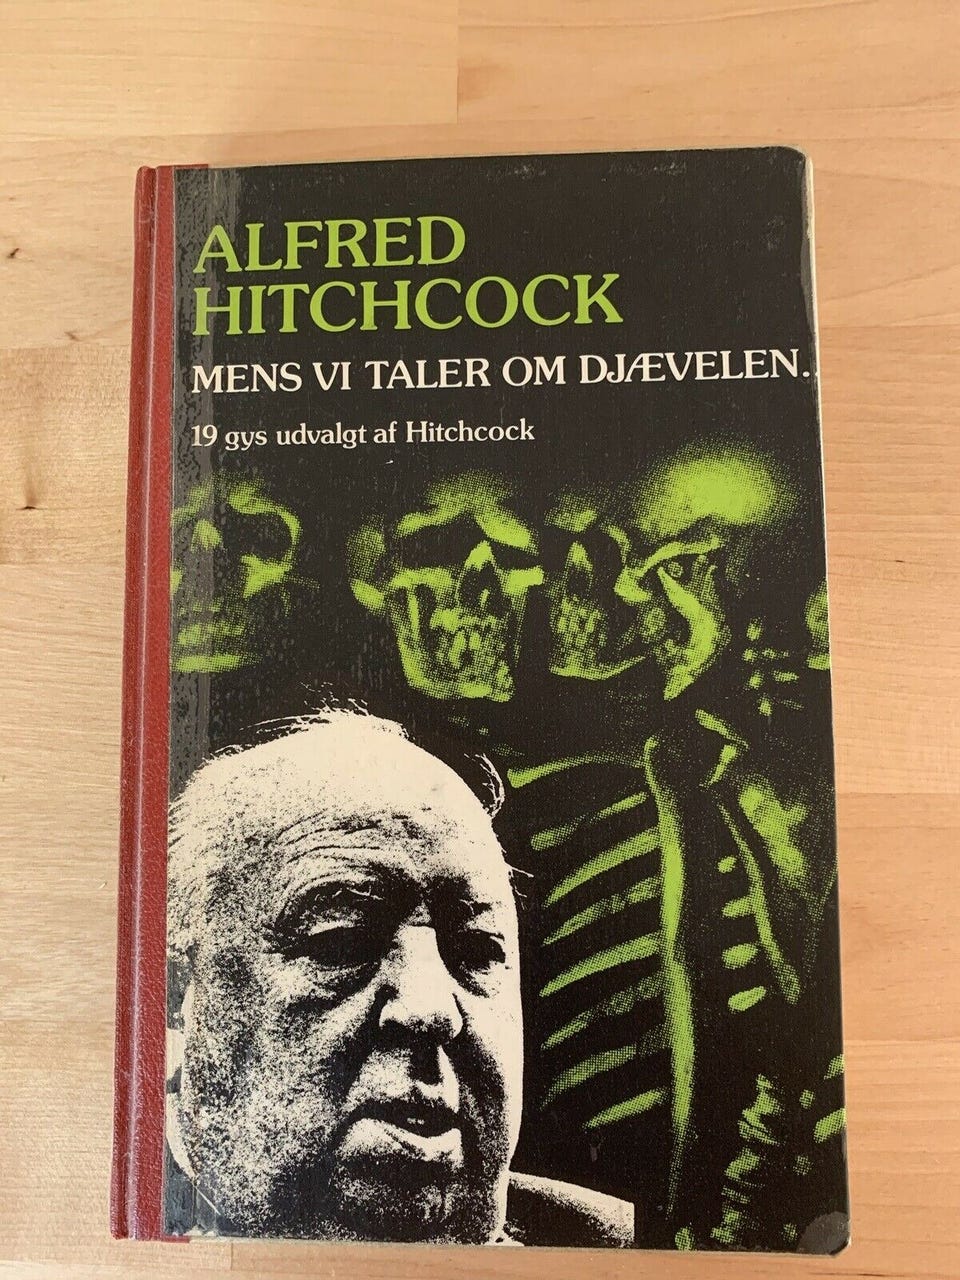 ALFRED
HITCHCOCK
MENS VI TALER OM DJÆVELEN..
19 gys udvalgt af Hitchcock